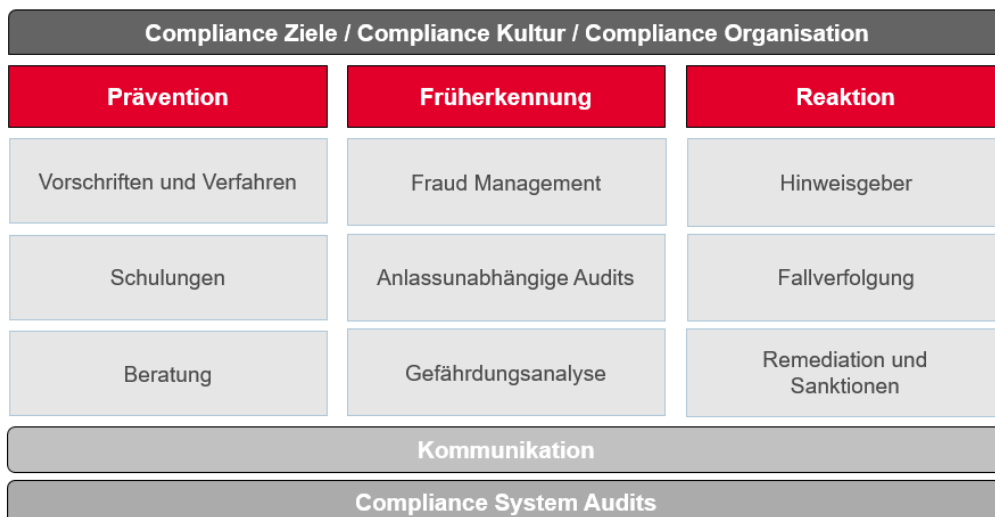 Compliance Ziele / Compliance Kultur / Compliance Organisation
Prävention
Früherkennung
Reaktion
Vorschriften und Verfahren
Fraud Management
Hinweisgeber
Schulungen
Anlassunabhängige Audits
Fallverfolgung
Beratung
Gefährdungsanalyse
Remediation und
Sanktionen
Kommunikation
Compliance System Audits